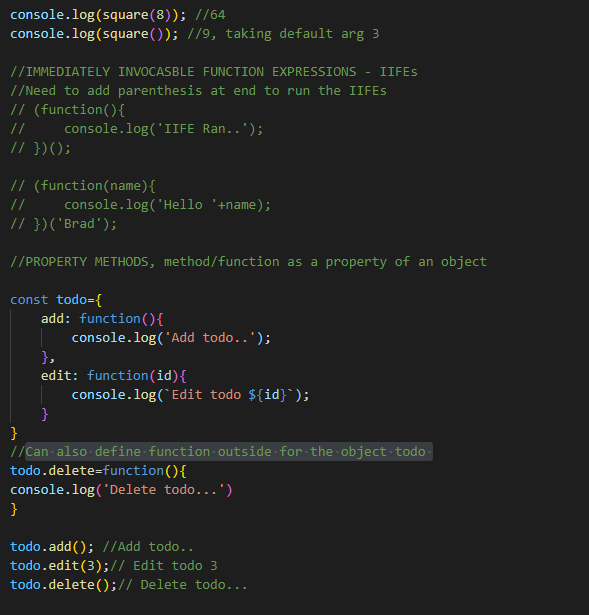 console.log(square(8)); //64
console.log(square()); //9, taking default arg 3
//IMMEDIATELY INVOCASBLE FUNCTION EXPRESSIONS - IIFEs
//Need to add parenthesis at end to run the IIFEs
// (function(){
//     console.log('IIFE Ran..');
// })();
// (function(name){
//     console.log('Hello '+name);
// })('Brad');
//PROPERTY METHODS, method/function as a property of an object
const todo={
    add: function(){
        console.log('Add todo..');
    },
    edit: function(id){
        console.log(`Edit todo ${id}`);
    }
}
//Can also define function outside for the object todo
todo.delete=function(){
console.log('Delete todo...')
}
todo.add(); //Add todo..
todo.edit(3);// Edit todo 3
todo.delete();// Delete todo...